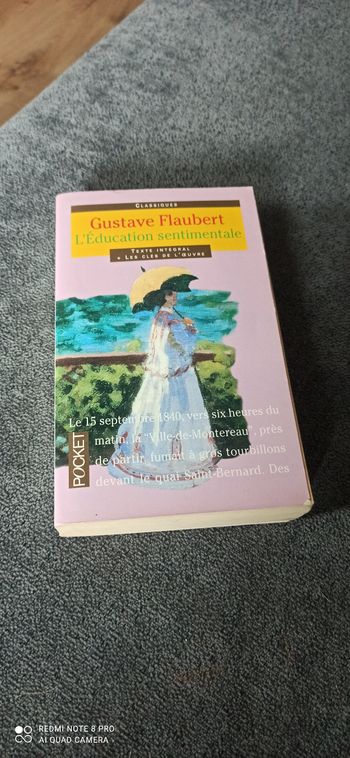 CLASSIQUES
Gustave Flaubert
L'Éducation sentimentale
TEXTE INTÉGRAL
+ LES CLÉS DE L'ŒUVRE
Le 15 septembre 1840, vers six heures du
matin, la "Ville-de-Montereau", près
de partir, fumait à gros tourbillons
devant le quai Saint-Bernard. Des
POCKET
REDMI NOTE 8 PRO
AI QUAD CAMERA